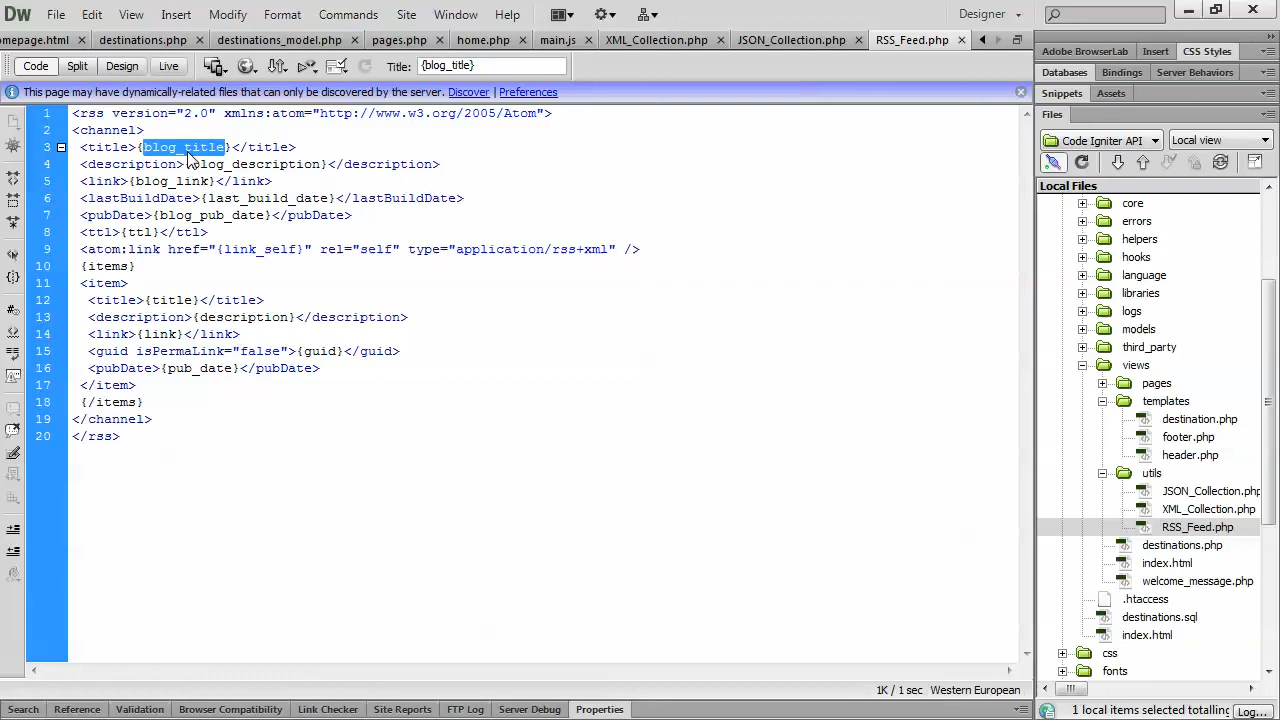 Dw File Edit View Insert Modify Format Commands Site Window Help Designer
omepage.html destinations.php destinations_model.php pages.php home.php main.js XML_Collection.php JSON_Collection.php RSS_Feed.php
Code Split Design Live Title: {blog_title}
This page may have dynamically-related files that can only be discovered by the server. Discover | Preferences
1 <rss version="2.0" xmlns:atom="http://www.w3.org/2005/Atom">
2 <channel>
3 <title>{blog_title}</title>
4 <description>{blog_description}</description>
5 <link>{blog_link}</link>
6 <lastBuildDate>{last_build_date}</lastBuildDate>
7 <pubDate>{blog_pub_date}</pubDate>
8 <ttl>{ttl}</ttl>
9 <atom:link href="{link_self}" rel="self" type="application/rss+xml" />
10 {items}
11 <item>
12 <title>{title}</title>
13 <description>{description}</description>
14 <link>{link}</link>
15 <guid isPermaLink="false">{guid}</guid>
16 <pubDate>{pub_date}</pubDate>
17 </item>
18 {/items}
19 </channel>
20 </rss>
1K / 1 sec Western European
Search Reference Validation Browser Compatibility Link Checker Site Reports FTP Log Server Debug Properties
Adobe BrowserLab Insert CSS Styles
Databases Bindings Server Behaviors
Snippets Assets
Files
Code Igniter API Local view
Local Files
core
errors
helpers
hooks
language
libraries
logs
models
third_party
views
pages
templates
destination.php
footer.php
header.php
utils
JSON_Collection.php
XML_Collection.php
RSS_Feed.php
destinations.php
index.html
welcome_message.php
.htaccess
destinations.sql
index.html
css
fonts
1 local items selected totalling Log...